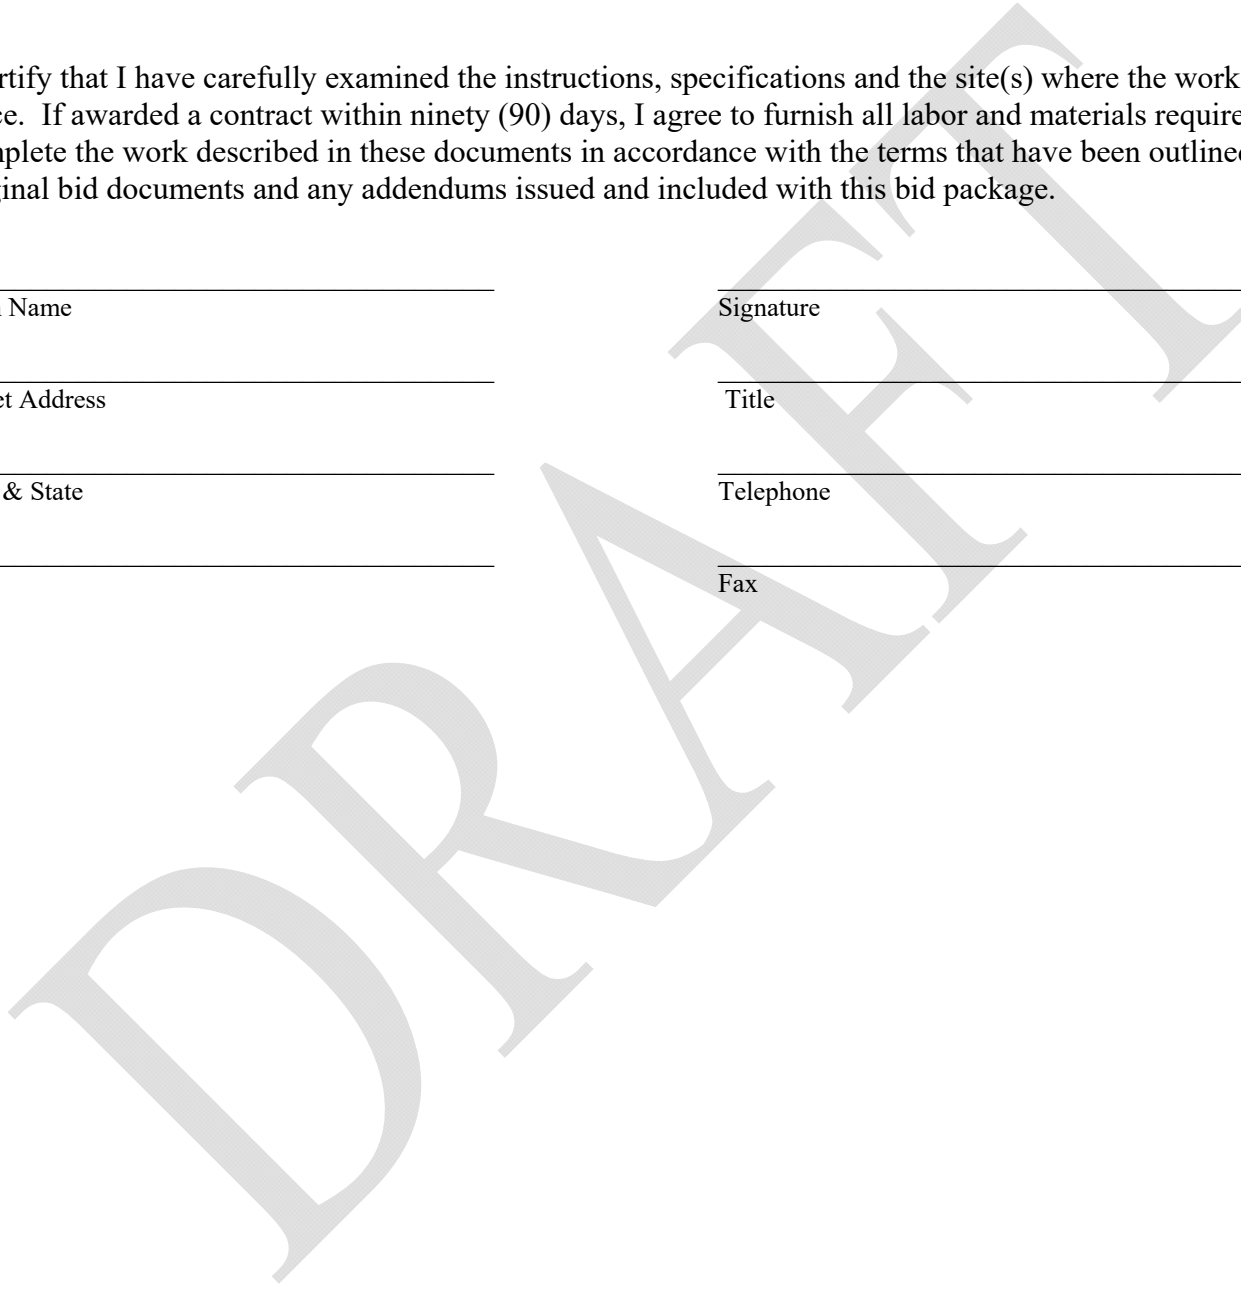 rtify that I have carefully examined the instructions, specifications and the site(s) where the work
ce. If awarded a contract within ninety (90) days, I agree to furnish all labor and materials require
mplete the work described in these documents in accordance with the terms that have been outlined
ginal bid documents and any addendums issued and included with this bid package.
Name
Signature
et Address
Title
& State
Telephone
Fax
DRAFT